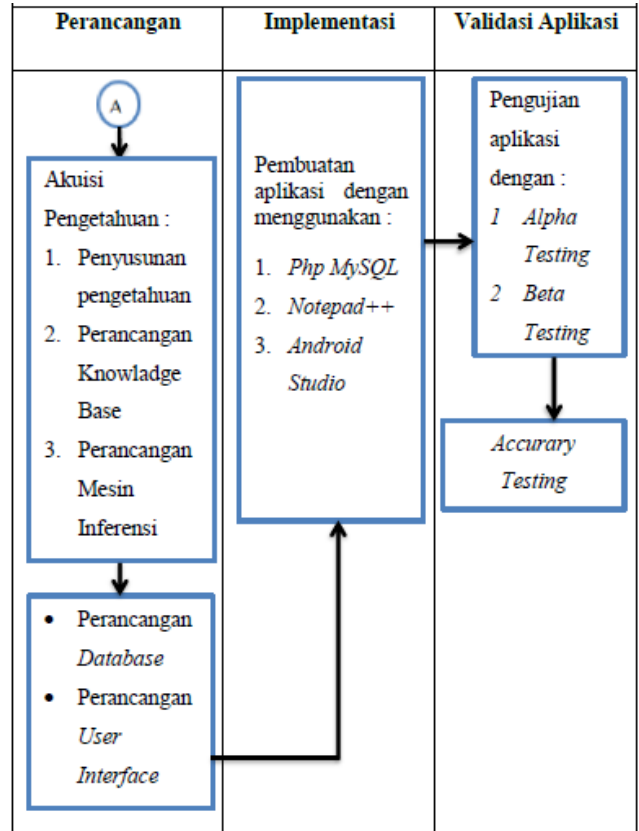 Perancangan
Implementasi
Validasi Aplikasi
A
Akuisi
Pengetahuan :
1. Penyusunan
pengetahuan
2. Perancangan
Knowladge
Base
3. Perancangan
Mesin
Inferensi
• Perancangan
Database
• Perancangan
User
Interface
Pembuatan
aplikasi dengan
menggunakan :
1. Php MySQL
2. Notepad++
3. Android
Studio
Pengujian
aplikasi
dengan :
1 Alpha
Testing
2 Beta
Testing
Accurary
Testing